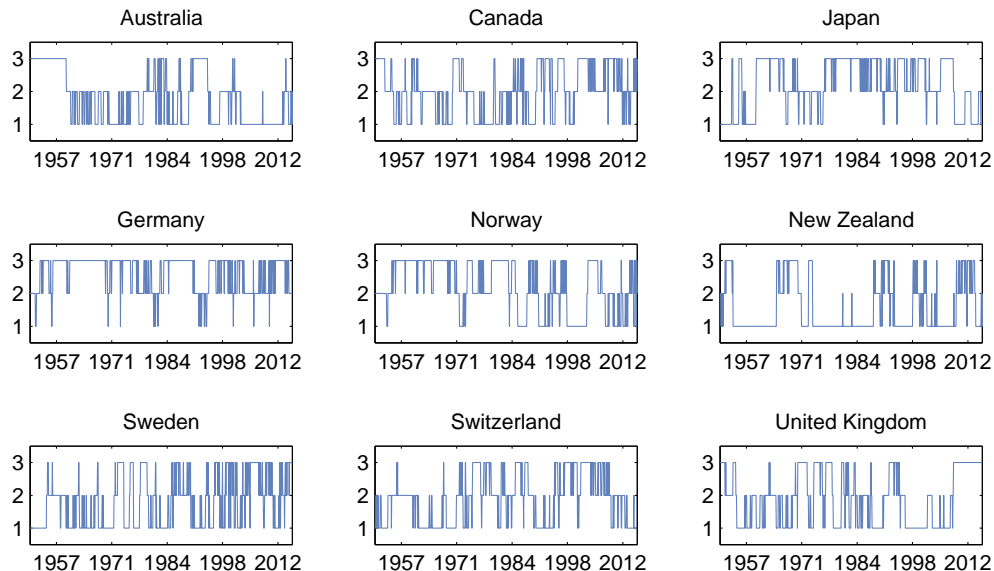 Australia Canada Japan
3 3 3
2 2 2
1 1 1
1957 1971 1984 1998 2012 1957 1971 1984 1998 2012 1957 1971 1984 1998 2012
Germany Norway New Zealand
3 3 3
2 2 2
1 1 1
1957 1971 1984 1998 2012 1957 1971 1984 1998 2012 1957 1971 1984 1998 2012
Sweden Switzerland United Kingdom
3 3 3
2 2 2
1 1 1
1957 1971 1984 1998 2012 1957 1971 1984 1998 2012 1957 1971 1984 1998 2012